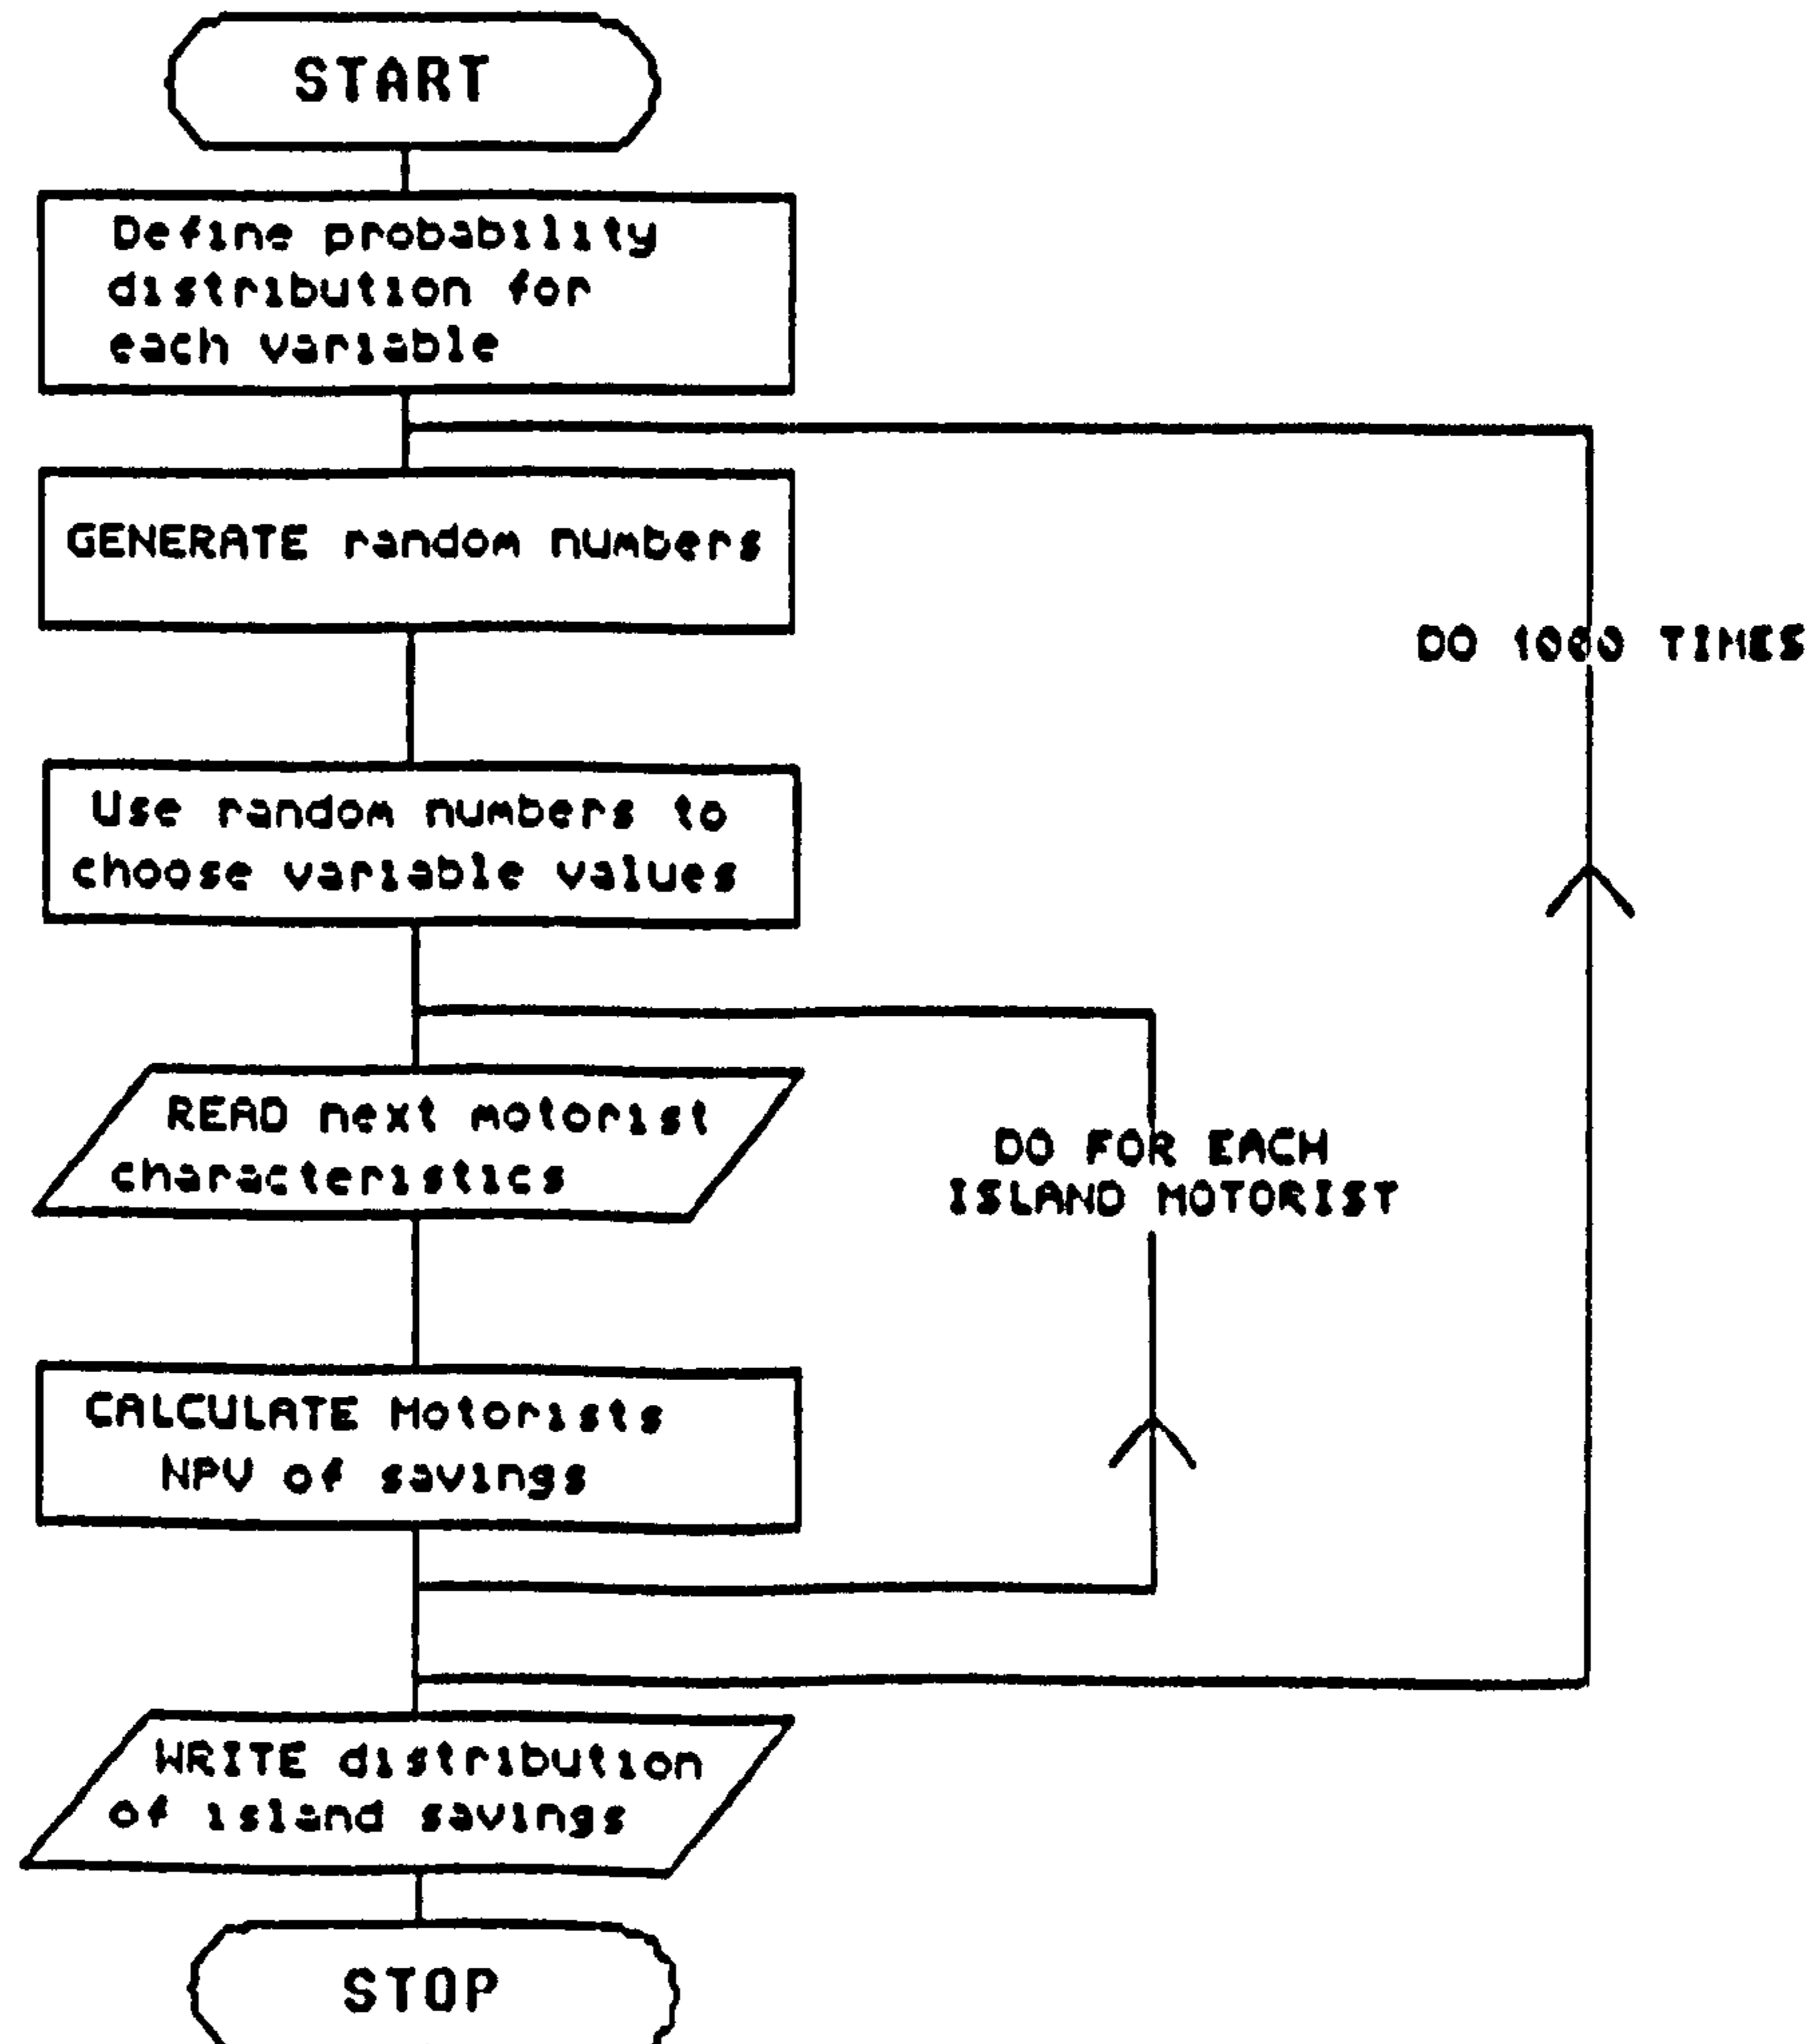 START
Define probability
distribution for
each variable
GENERATE random numbers
DO 1000 TIMES
Use random numbers to
choose variable values
READ next motorist
characteristics
DO FOR EACH
ISLAND MOTORIST
CALCULATE Motorists
NPV of savings
WRITE distribution
of island savings
STOP